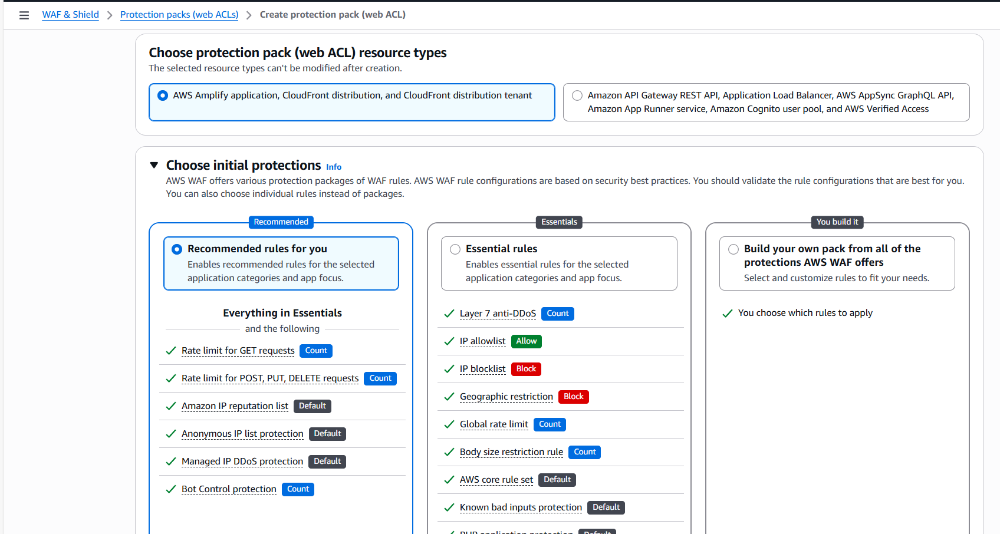 WAF & Shield
Protection packs (web ACLs)
Create protection pack (web ACL)
Choose protection pack (web ACL) resource types
The selected resource types can't be modified after creation.
AWS Amplify application, CloudFront distribution, and CloudFront distribution tenant
Amazon API Gateway REST API, Application Load Balancer, AWS AppSync GraphQL API,
Amazon App Runner service, Amazon Cognito user pool, and AWS Verified Access
Choose initial protections Info
AWS WAF offers various protection packages of WAF rules. AWS WAF rule configurations are based on security best practices. You should validate the rule configurations that are best for you.
You can also choose individual rules instead of packages.
Recommended
Recommended rules for you
Enables recommended rules for the selected
application categories and app focus.
Everything in Essentials
and the following
Rate limit for GET requests Count
Rate limit for POST, PUT, DELETE requests Count
Amazon IP reputation list Default
Anonymous IP list protection Default
Managed IP DDoS protection Default
Bot Control protection Count
Essentials
Essential rules
Enables essential rules for the selected
application categories and app focus.
Layer 7 anti-DDoS Count
IP allowlist Allow
IP blocklist Block
Geographic restriction Block
Global rate limit Count
Body size restriction rule Count
AWS core rule set Default
Known bad inputs protection Default
PHP application protection Default
You build it
Build your own pack from all of the
protections AWS WAF offers
Select and customize rules to fit your needs.
You choose which rules to apply